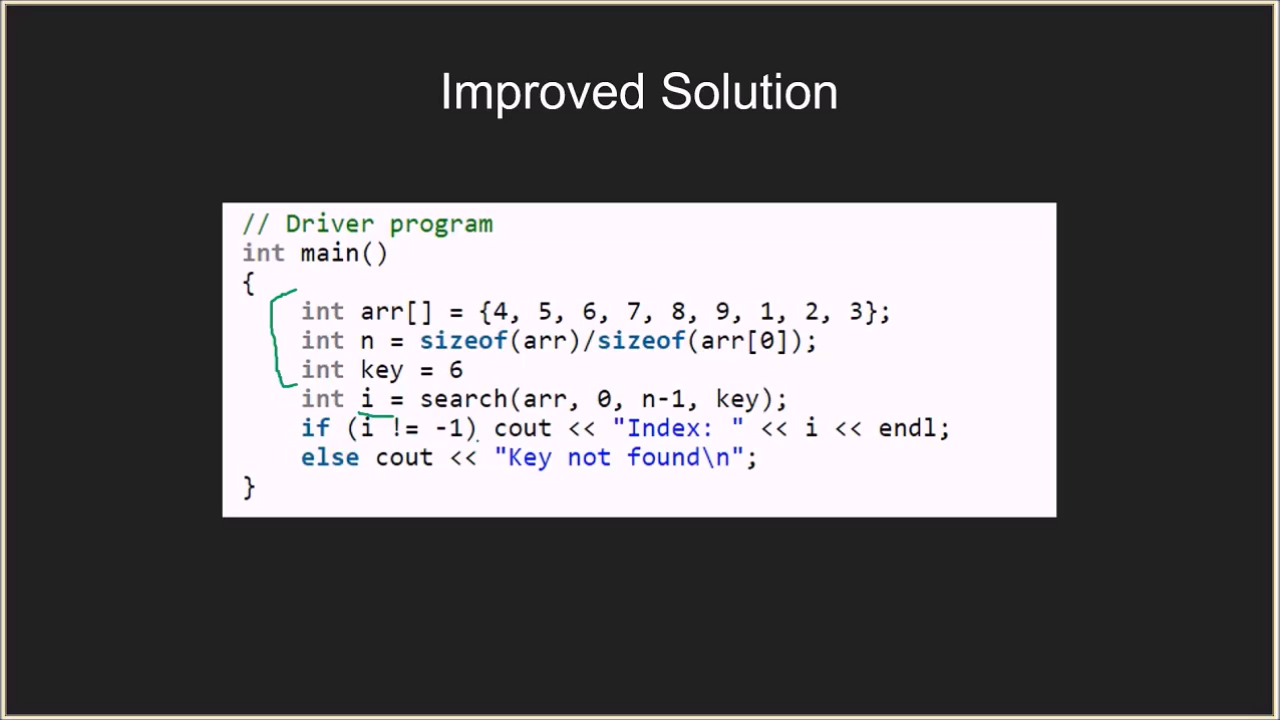 Improved Solution
// Driver program
int main()
{
int arr[] = {4, 5, 6, 7, 8, 9, 1, 2, 3};
int n = sizeof(arr)/sizeof(arr[0]);
int key = 6
int i = search(arr, 0, n-1, key);
if (i != -1) cout << "Index: " << i << endl;
else cout << "Key not found\n";
}